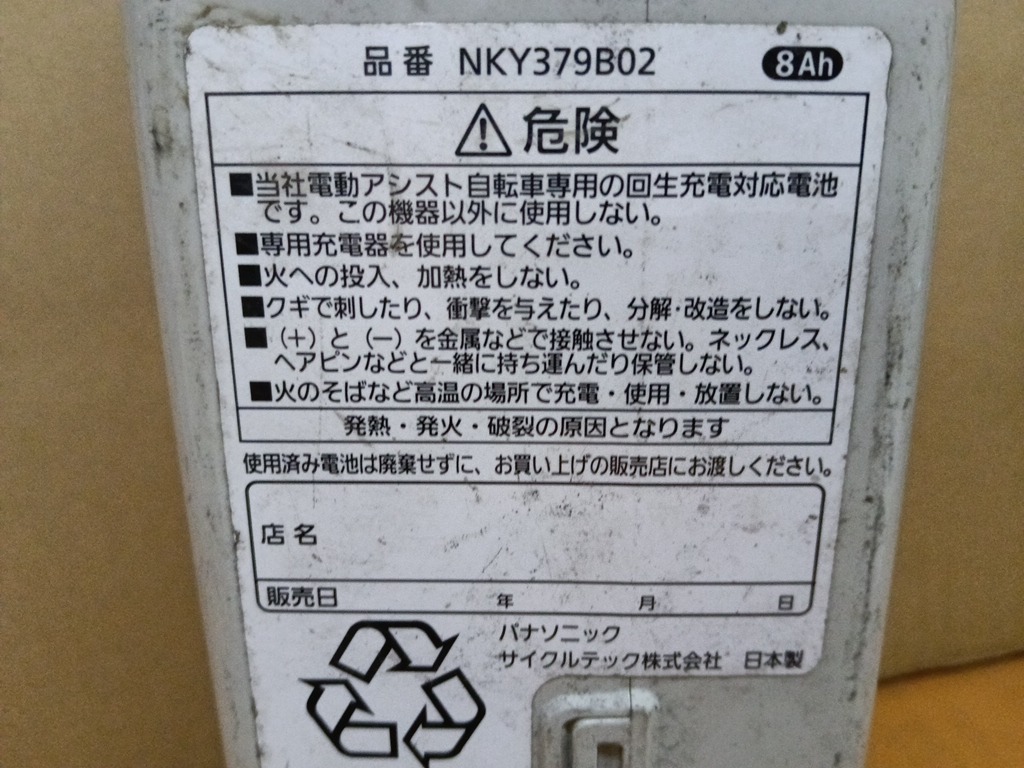 品番 NKY379B02 8Ah
危険
■当社電動アシスト自転車専用の回生充電対応電池
です。この機器以外に使用しない。
■専用充電器を使用してください。
■火への投入、加熱をしない。
■クギで刺したり、衝撃を与えたり、分解・改造をしない。
■（+）と（−）を金属などで接触させない。ネックレス、
ヘアピンなどと一緒に持ち運んだり保管しない。
■火のそばなど高温の場所で充電・使用・放置しない。
発熱・発火・破裂の原因となります
使用済み電池は廃棄せずに、お買い上げの販売店にお渡しください。
店名
販売日 年 月 日
パナソニック
サイクルテック株式会社 日本製